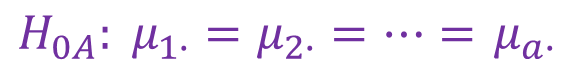 H₀A: μ₁. = μ₂. = ⋯ = μₐ.